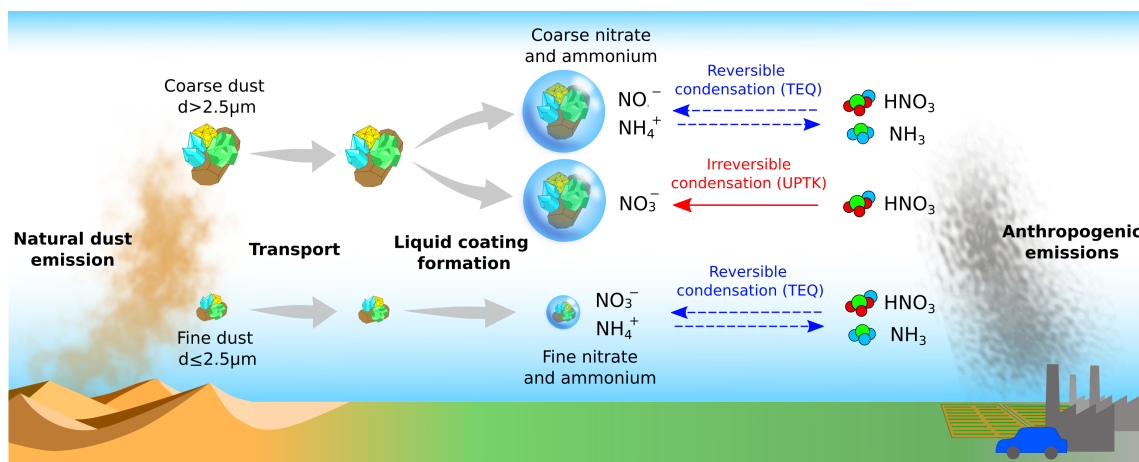 Coarse nitrate
and ammonium
Coarse dust
d>2.5μm
NO.⁻
NH₄⁺
Reversible
condensation (TEQ)
HNO₃
NH₃
NO₃⁻
Irreversible
condensation (UPTK)
HNO₃
Natural dust
emission
Transport
Liquid coating
formation
Anthropogenic
emissions
Fine dust
d≤2.5μm
NO₃⁻
NH₄⁺
Fine nitrate
and ammonium
Reversible
condensation (TEQ)
HNO₃
NH₃